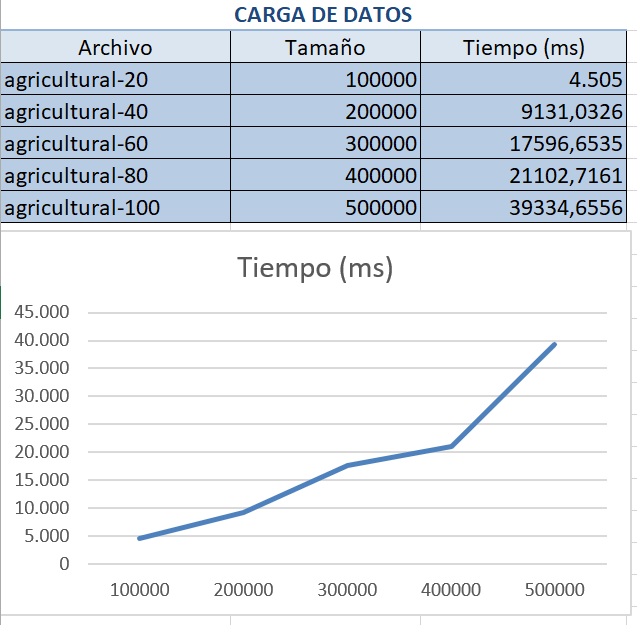 CARGA DE DATOS
Archivo Tamaño Tiempo (ms)
agricultural-20 100000 4.505
agricultural-40 200000 9131,0326
agricultural-60 300000 17596,6535
agricultural-80 400000 21102,7161
agricultural-100 500000 39334,6556
Tiempo (ms)
45.000
40.000
35.000
30.000
25.000
20.000
15.000
10.000
5.000
0
100000 200000 300000 400000 500000